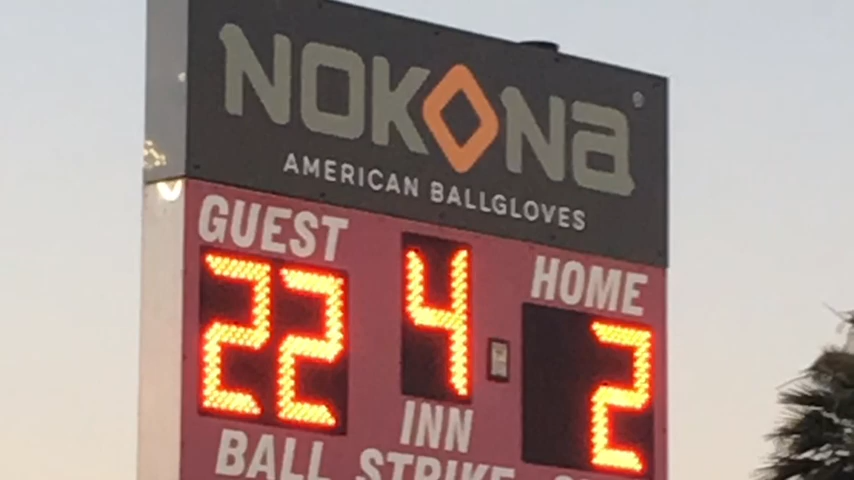 NOKONA®
AMERICAN BALLGLOVES
GUEST 4 HOME
22 2
INN
BALL STRIKE